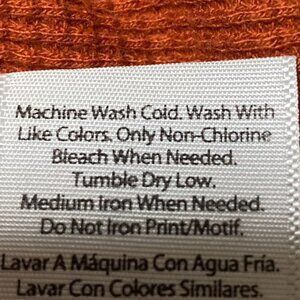 Machine Wash Cold. Wash With
Like Colors. Only Non-Chlorine
Bleach When Needed.
Tumble Dry Low.
Medium Iron When Needed.
Do Not Iron Print/Motif.
Lavar A Máquina Con Agua Fría.
Lavar Con Colores Similares.